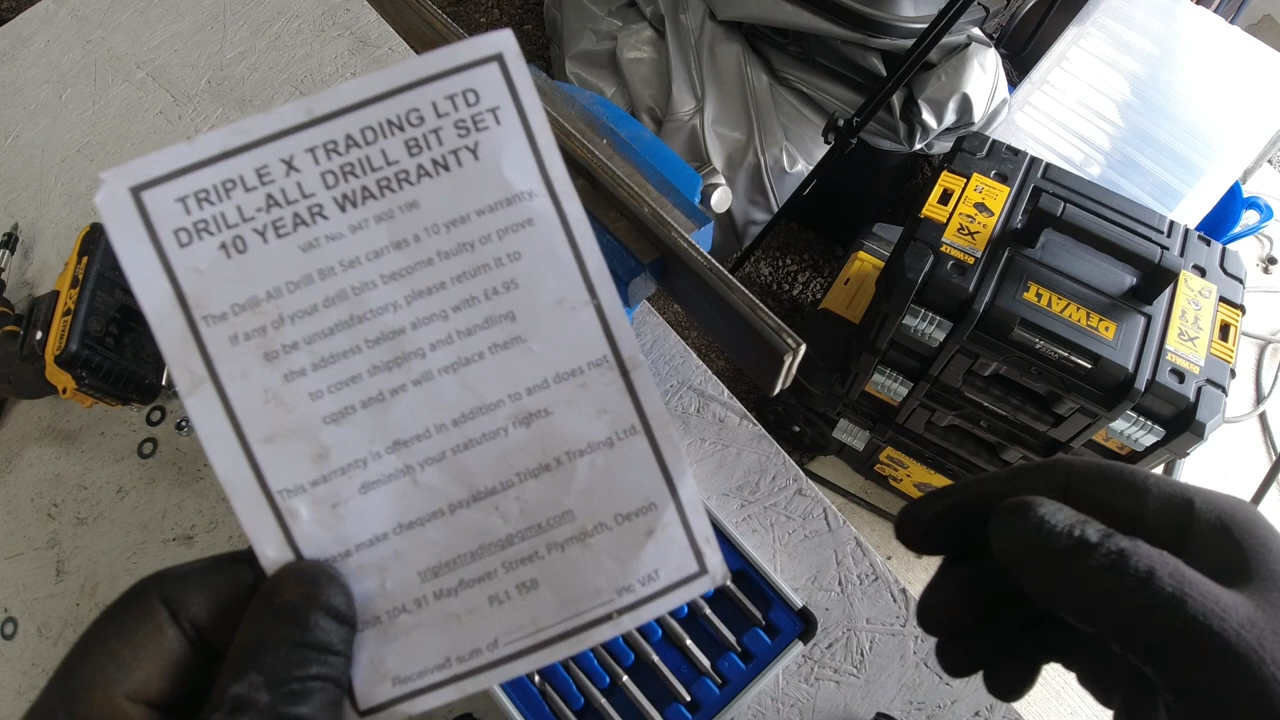 TRIPLE X TRADING LTD
DRILL-ALL DRILL BIT SET
10 YEAR WARRANTY
VAT No. 947 902 196
The Drill-All Drill Bit Set carries a 10 year warranty.
If any of your drill bits become faulty or prove
to be unsatisfactory, please return it to
the address below along with £4.95
to cover shipping and handling
costs and we will replace them.
This warranty is offered in addition to and does not
diminish your statutory rights.
make cheques payable to Triple X Trading Ltd.
triplextrading@gmx.com
104, 91 Mayflower Street, Plymouth, Devon
PL1
Received sum of inc VAT
DEWALT
XR
DEWALT
TSTAK
XR
DEWALT